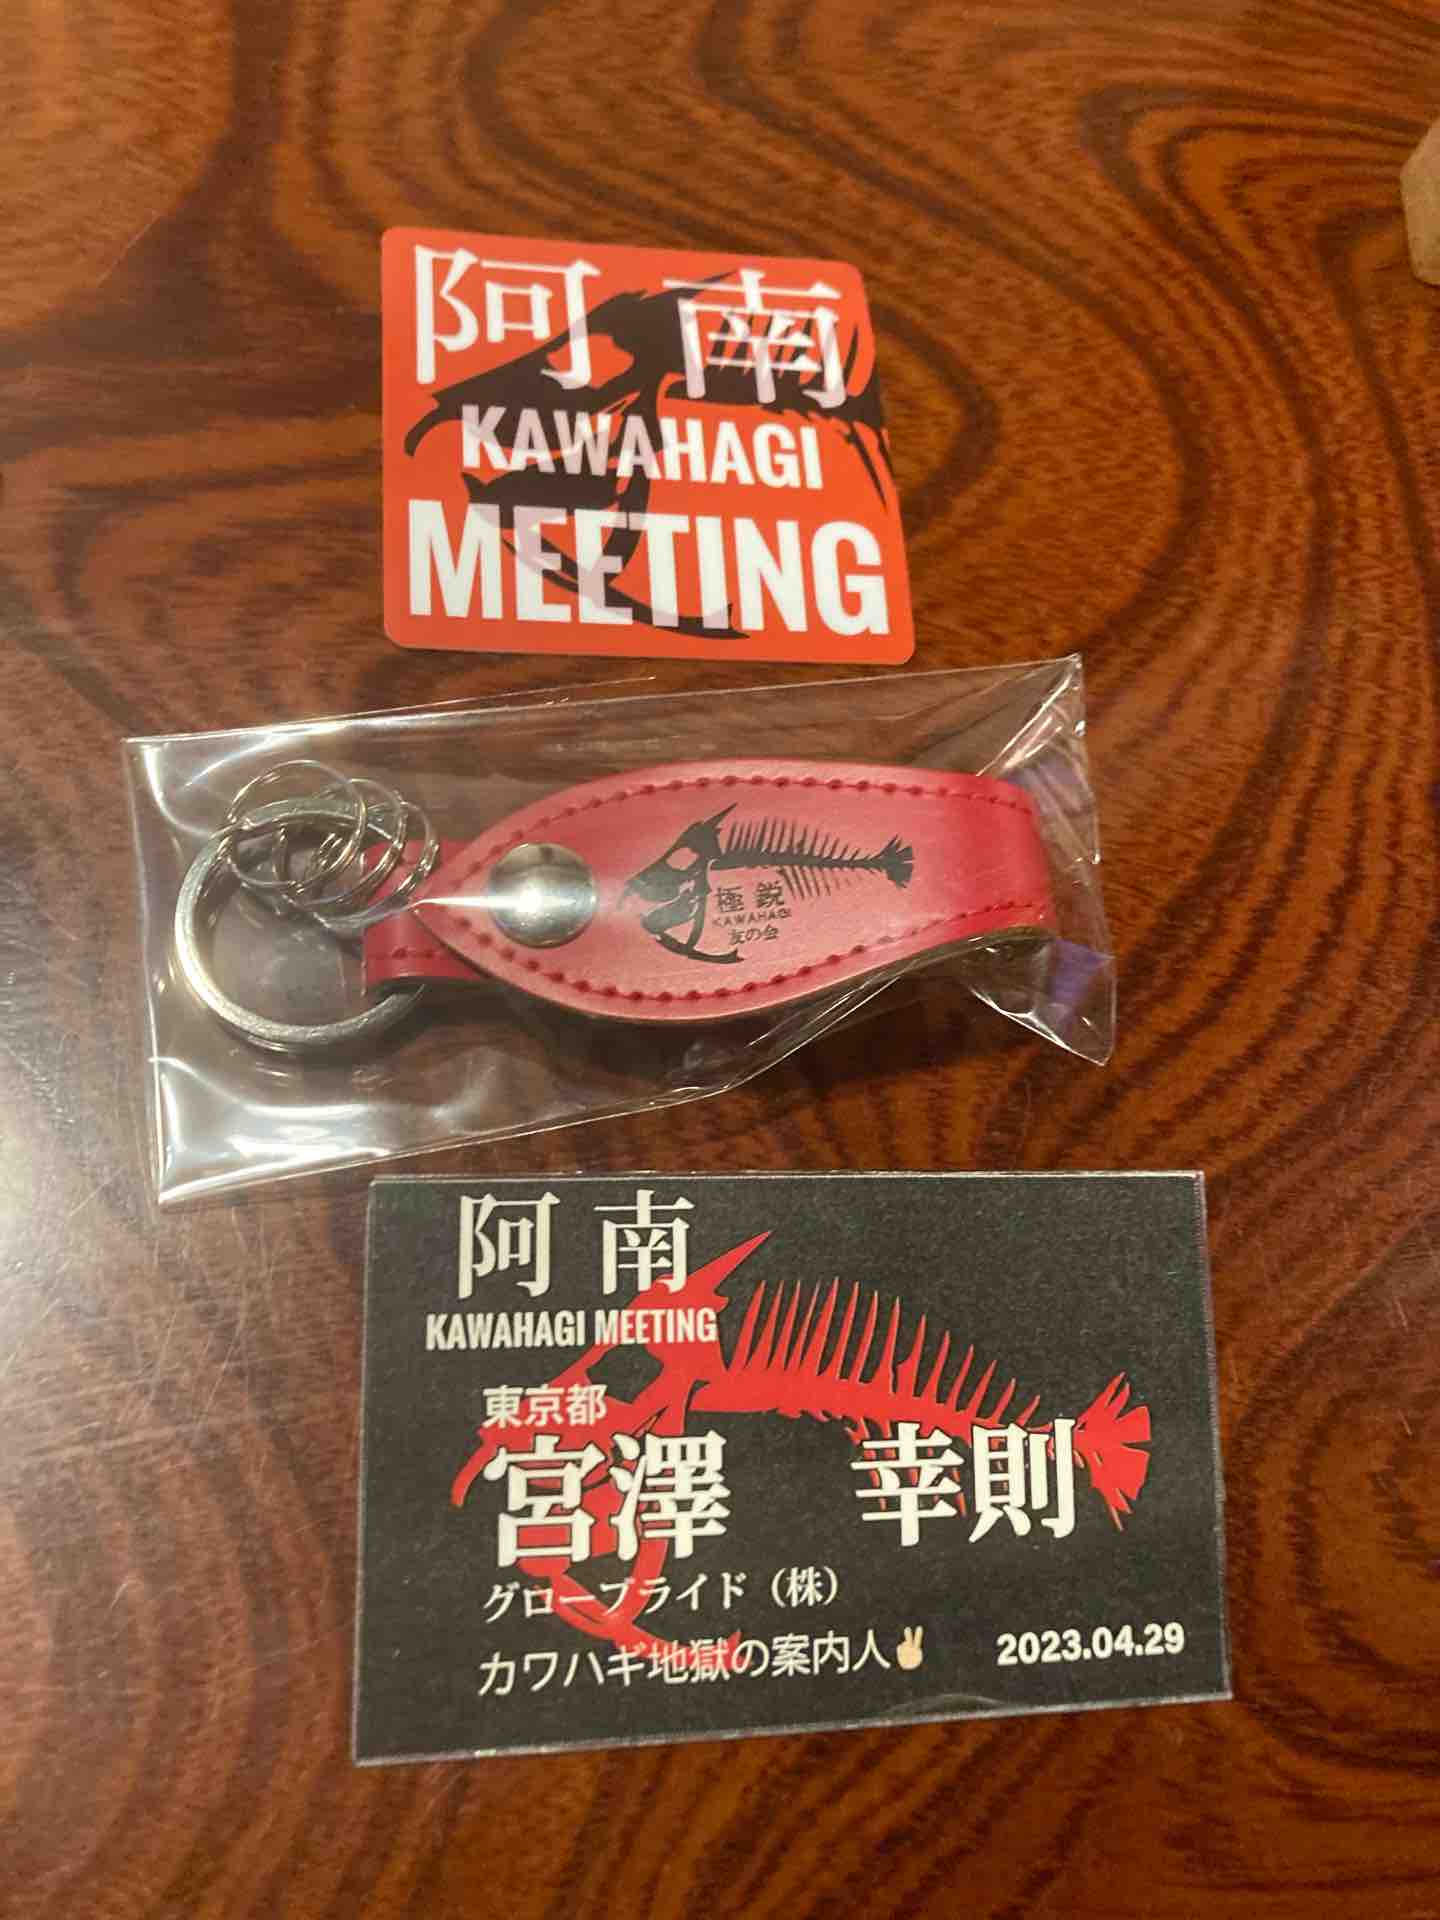 阿南
KAWAHAGI
MEETING
極鋭
KAWAHAGI
友の会
阿南
KAWAHAGI MEETING
東京都
宮澤 幸則
グローブライド（株）
カワハギ地獄の案内人✌️
2023.04.29